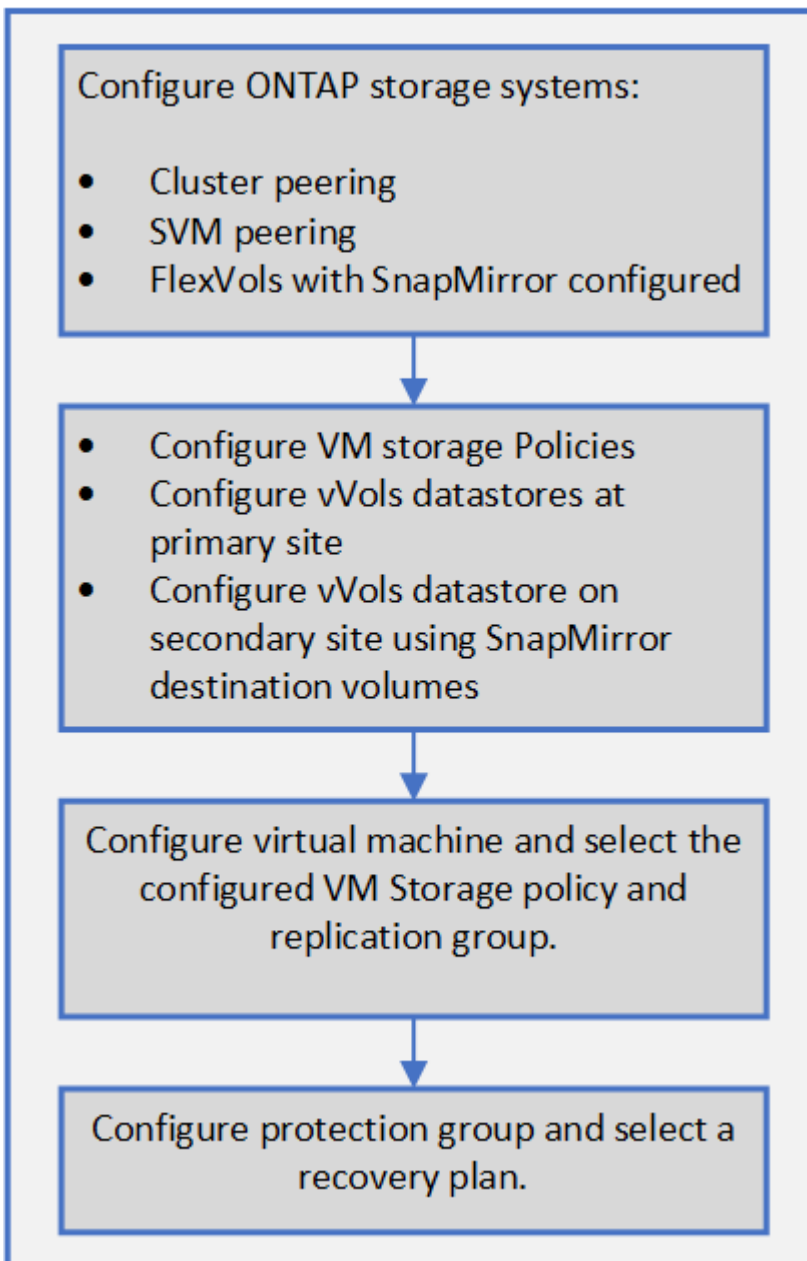 Configure ONTAP storage systems:
• Cluster peering
• SVM peering
• FlexVols with SnapMirror configured
• Configure VM storage Policies
• Configure vVols datastores at
primary site
• Configure vVols datastore on
secondary site using SnapMirror
destination volumes
Configure virtual machine and select the
configured VM Storage policy and
replication group.
Configure protection group and select a
recovery plan.